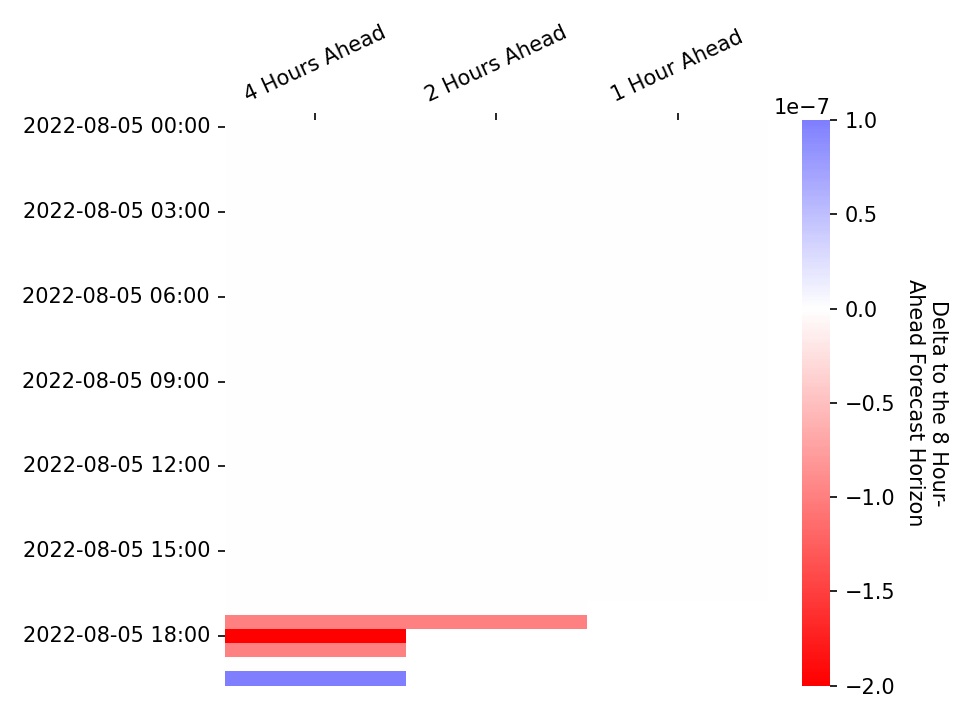 4 Hours Ahead
2 Hours Ahead
1 Hour Ahead
2022-08-05 00:00
2022-08-05 03:00
2022-08-05 06:00
2022-08-05 09:00
2022-08-05 12:00
2022-08-05 15:00
2022-08-05 18:00
1e−7
1.0
0.5
0.0
−0.5
−1.0
−1.5
−2.0
Delta to the 8 Hour-
Ahead Forecast Horizon